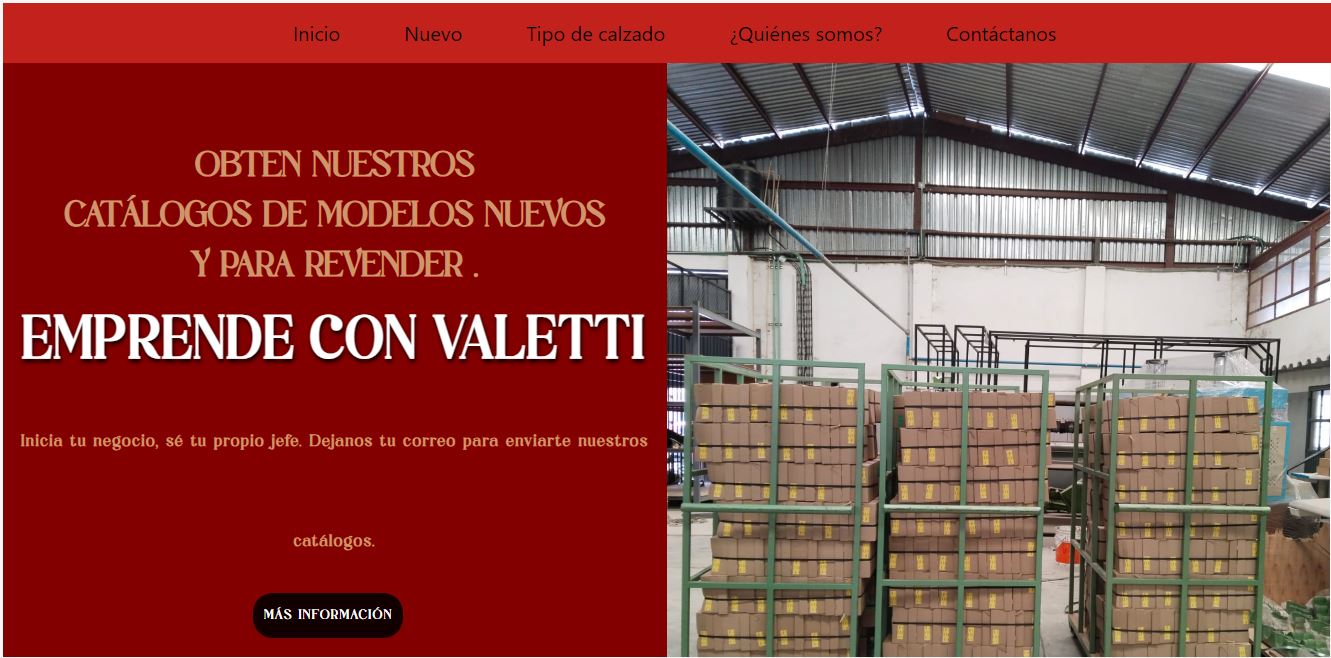 Inicio Nuevo Tipo de calzado ¿Quiénes somos? Contáctanos
OBTEN NUESTROS
CATÁLOGOS DE MODELOS NUEVOS
Y PARA REVENDER .
EMPRENDE CON VALETTI
Inicia tu negocio, sé tu propio jefe. Dejanos tu correo para enviarte nuestros
catálogos.
MÁS INFORMACIÓN